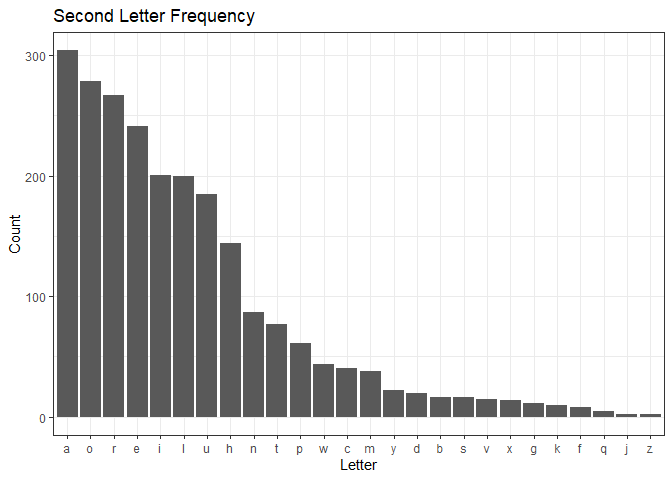 Second Letter Frequency
300
200
100
0
Count
a o r e i l u h n t p w c m y d b s v x g k f q j z
Letter